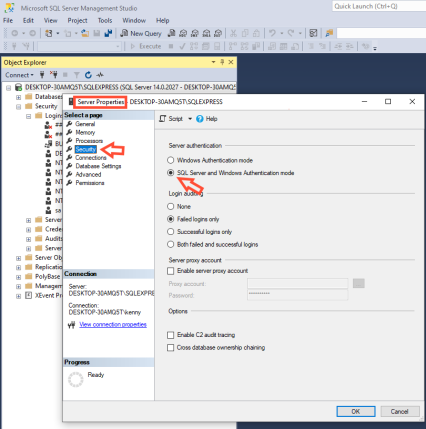 Microsoft SQL Server Management Studio
Quick Launch (Ctrl+Q)
File Edit View Project Tools Window Help
New Query
Execute
Object Explorer
Connect
DESKTOP-30AMQ5T\SQLEXPRESS (SQL Server 14.0.2027 - DESKTOP-30AMQ5
Databases
Security
Logins
##
##
BU
DE
NT
NT
NT
NT
NT
sa
Server
Crede
Audits
Server
Server Ob
Replicatio
PolyBase
Managem
XEvent Pr
Server Properties - DESKTOP-30AMQ5T\SQLEXPRESS
Select a page
General
Memory
Processors
Security
Connections
Database Settings
Advanced
Permissions
Connection
Server:
DESKTOP-30AMQ5T\SQLEXPRE
Connection:
DESKTOP-30AMQ5T\kenny
View connection properties
Progress
Ready
Script Help
Server authentication
Windows Authentication mode
SQL Server and Windows Authentication mode
Login auditing
None
Failed logins only
Successful logins only
Both failed and successful logins
Server proxy account
Enable server proxy account
Proxy account:
Password:
**********
Options
Enable C2 audit tracing
Cross database ownership chaining
OK Cancel